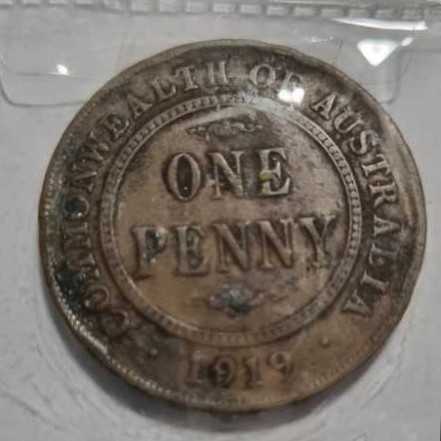 COMMONWEALTH OF AUSTRALIA
ONE
PENNY
· 1919 ·